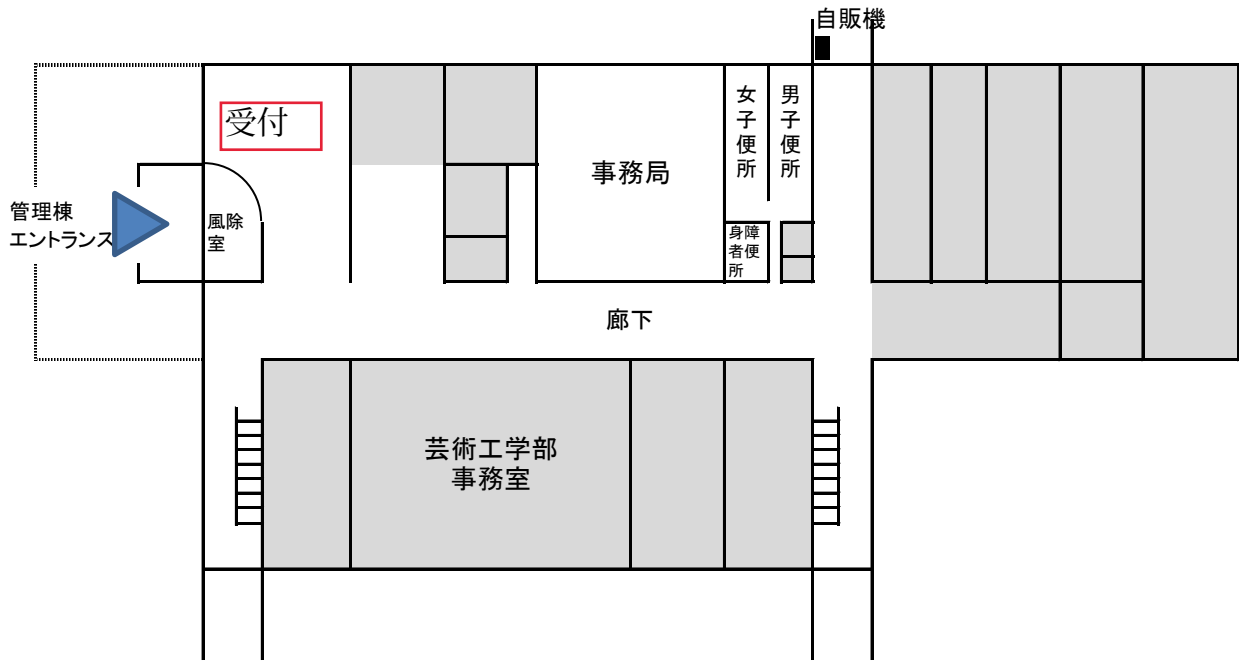 自販機
受付
女子便所
男子便所
事務局
管理棟
エントランス
風除
室
身障
者便
所
廊下
芸術工学部
事務室